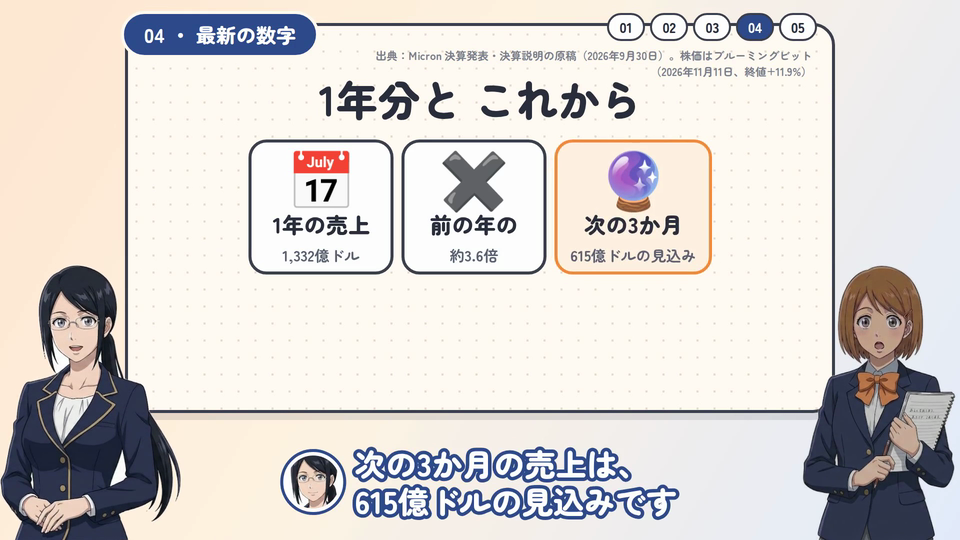 04 ・ 最新の数字
01 02 03 04 05
出典：Micron 決算発表・決算説明の原稿（2026年9月30日）。株価はブルーミングビット
（2026年11月11日、終値+11.9%）
1年分と これから
July
17
1年の売上
1,332億ドル
前の年の
約3.6倍
次の3か月
615億ドルの見込み
次の3か月の売上は、
615億ドルの見込みです